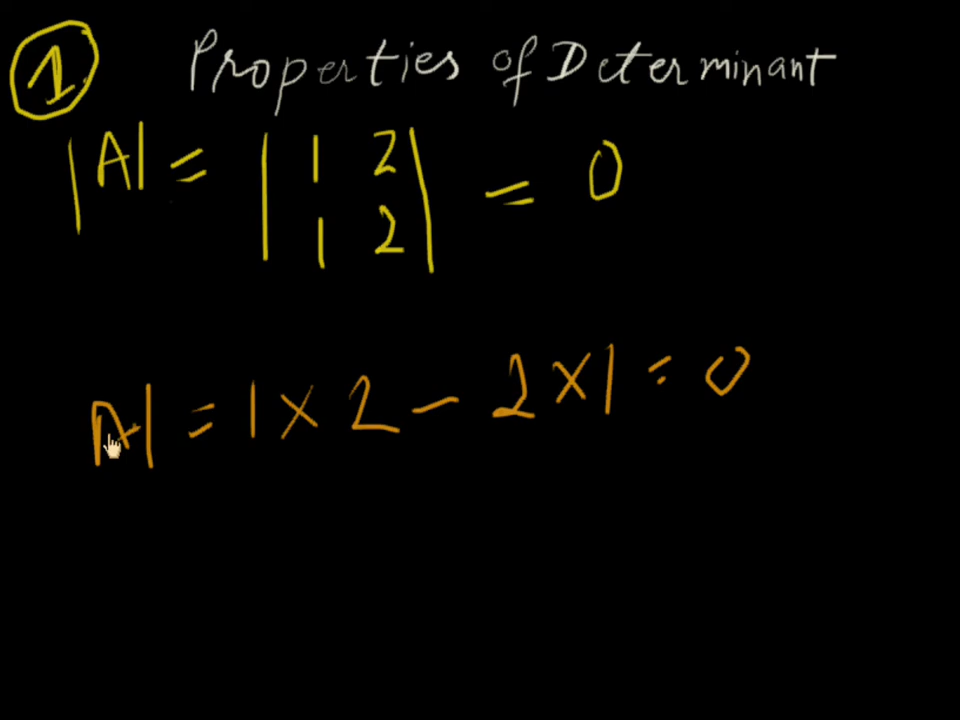 1 Properties of Determinant
|A| = | 1 2 | = 0
| 1 2 |
|A| = 1 × 2 - 2 × 1 = 0